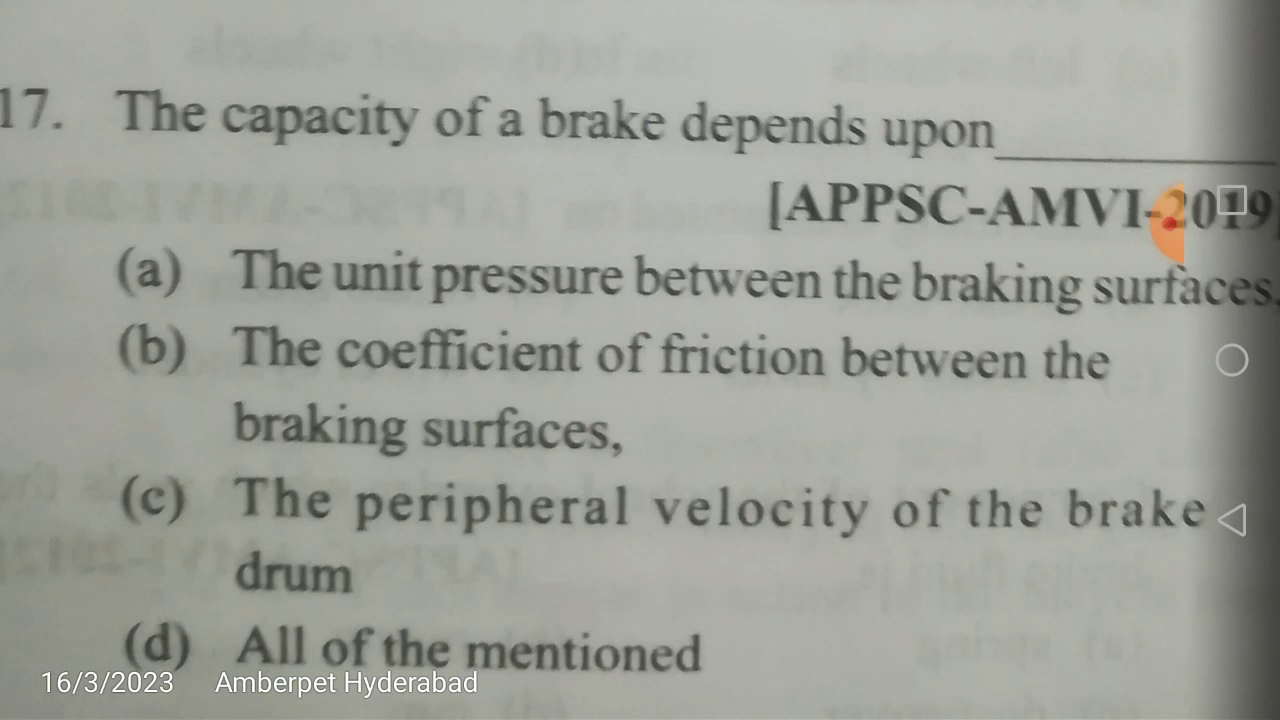 17. The capacity of a brake depends upon________
[APPSC-AMVI-2019]
(a) The unit pressure between the braking surfaces,
(b) The coefficient of friction between the
braking surfaces,
(c) The peripheral velocity of the brake
drum
(d) All of the mentioned
16/3/2023 Amberpet Hyderabad